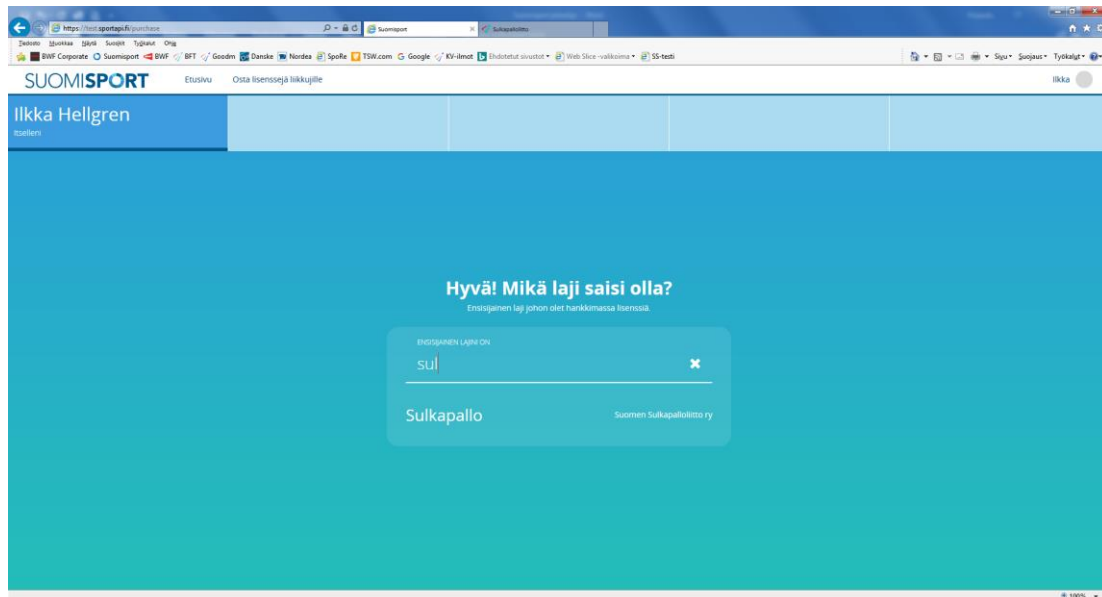 https://test.sportapi.fi/purchase
Suomisport
Sulkapalloliitto
Tiedosto Muokkaa Näytä Suosikit Työkalut Ohje
BWF Corporate Suomisport BWF BFT Goodm Danske Nordea SpoRe TSW.com Google KV-ilmot Ehdotetut sivustot Web Slice -valikoima SS-testi
Sivu Suojaus Työkalut
SUOMISPORT Etusivu Osta lisenssejä liikkujille Ilkka
Ilkka Hellgren
Itselleni
Hyvä! Mikä laji saisi olla?
Ensisijainen laji johon olet hankkimassa lisenssiä.
ENSISIJAINEN LAJINI ON
sul
Sulkapallo Suomen Sulkapalloliitto ry
100%